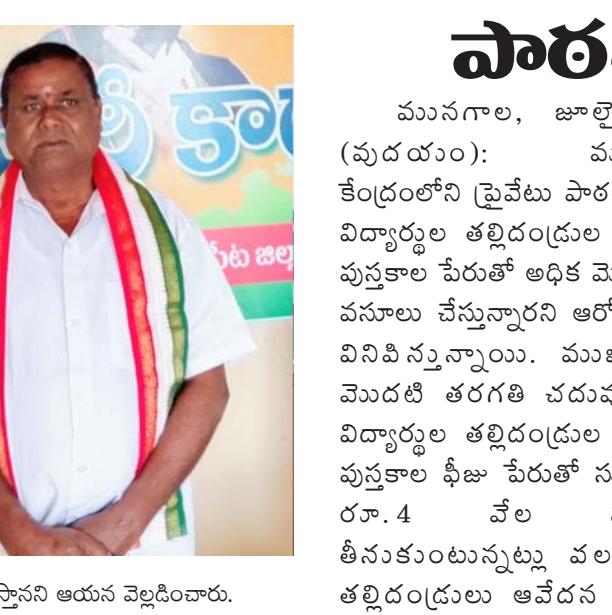 శ్రీ కా
పేట జిల్లా
స్తానని ఆయన వెల్లడించారు.
పాఠ
మునగాల, జూలై
(వుదయం):
కేంద్రంలోని ప్రైవేటు పాఠ
విద్యార్థుల తల్లిదండ్రుల
పుస్తకాల పేరుతో అధిక
వసూలు చేస్తున్నారని ఆరో
వినివిస్తున్నాయి.
మొదటి తరగతి చదువు
విద్యార్థుల తల్లిదండ్రుల
పుస్తకాల ఫీజు పేరుతో
రూ.4 వేల
తీసుకుంటున్నట్లు
తల్లిదండ్రులు ఆవేదన